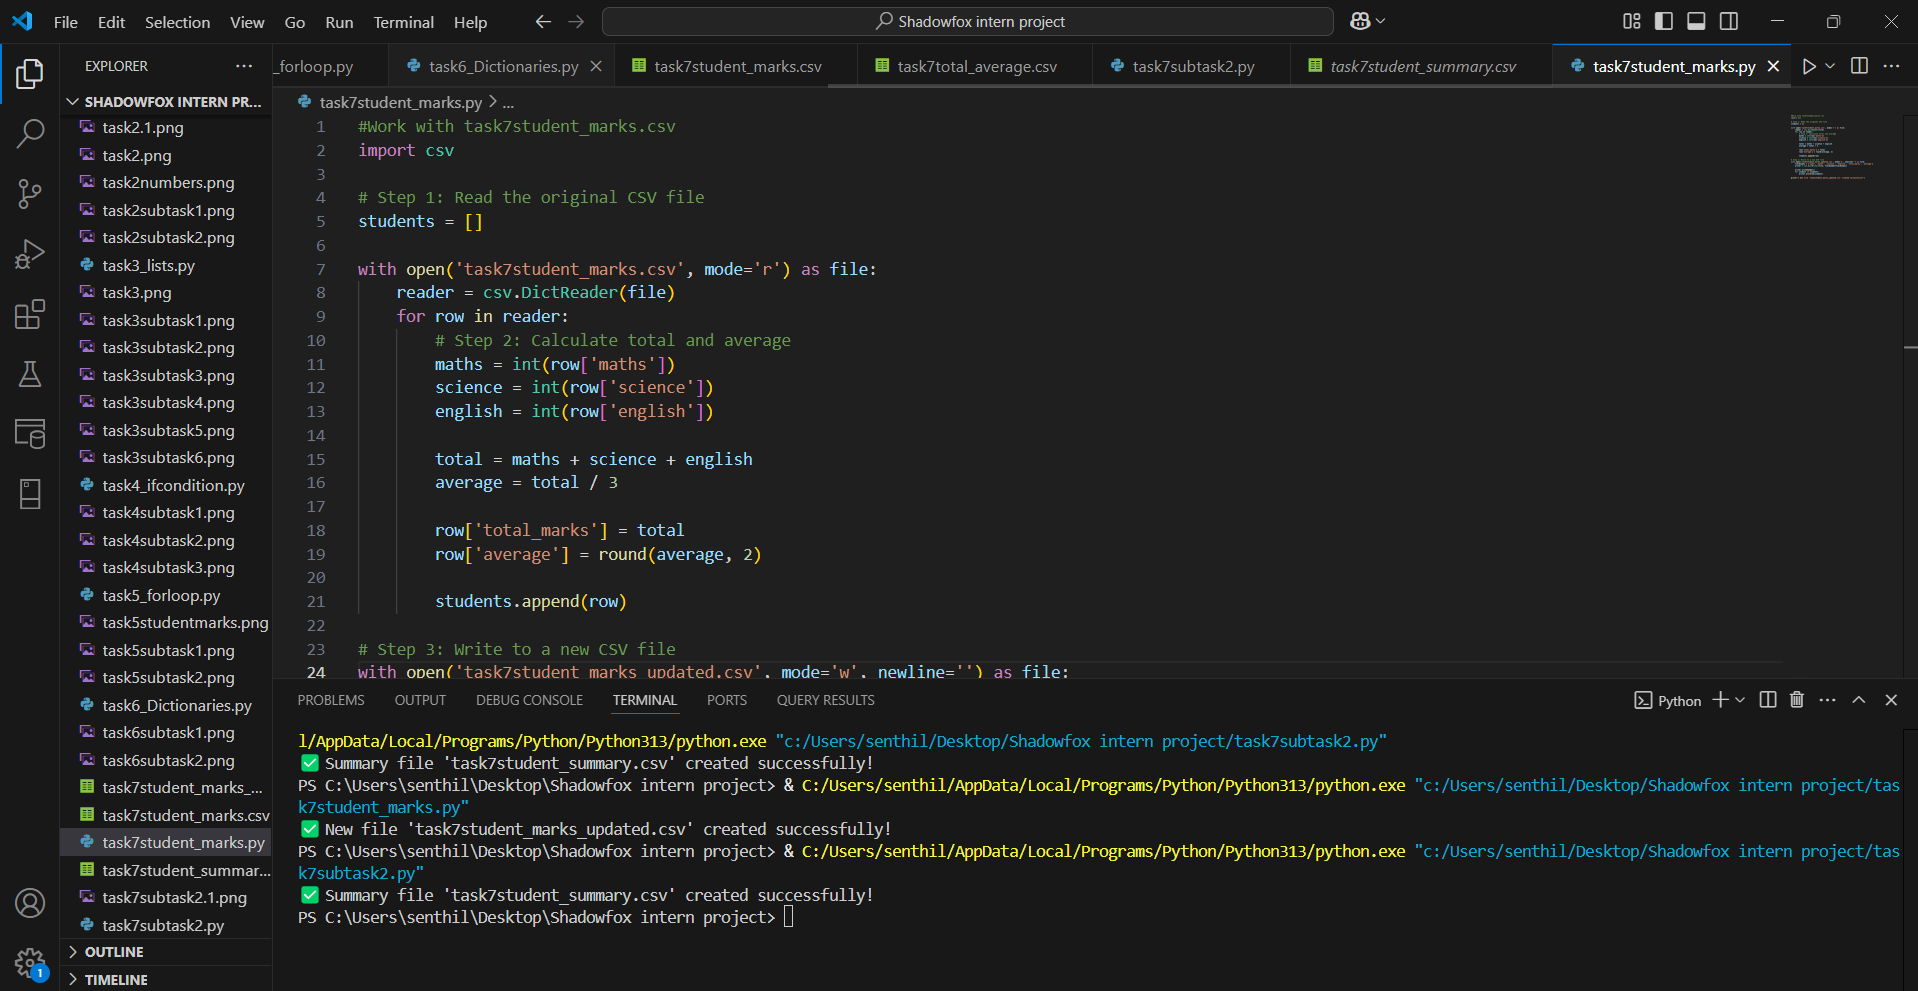 File Edit Selection View Go Run Terminal Help
Shadowfox intern project
EXPLORER
SHADOWFOX INTERN PR...
task2.1.png
task2.png
task2numbers.png
task2subtask1.png
task2subtask2.png
task3_lists.py
task3.png
task3subtask1.png
task3subtask2.png
task3subtask3.png
task3subtask4.png
task3subtask5.png
task3subtask6.png
task4_ifcondition.py
task4subtask1.png
task4subtask2.png
task4subtask3.png
task5_forloop.py
task5studentmarks.png
task5subtask1.png
task5subtask2.png
task6_Dictionaries.py
task6subtask1.png
task6subtask2.png
task7student_marks_...
task7student_marks.csv
task7student_marks.py
task7student_summar...
task7subtask2.1.png
task7subtask2.py
OUTLINE
TIMELINE
1
_forloop.py task6_Dictionaries.py task7student_marks.csv task7total_average.csv task7subtask2.py task7student_summary.csv task7student_marks.py
task7student_marks.py > ...
1 #Work with task7student_marks.csv
2 import csv
3
4 # Step 1: Read the original CSV file
5 students = []
6
7 with open('task7student_marks.csv', mode='r') as file:
8 reader = csv.DictReader(file)
9 for row in reader:
10 # Step 2: Calculate total and average
11 maths = int(row['maths'])
12 science = int(row['science'])
13 english = int(row['english'])
14
15 total = maths + science + english
16 average = total / 3
17
18 row['total_marks'] = total
19 row['average'] = round(average, 2)
20
21 students.append(row)
22
23 # Step 3: Write to a new CSV file
24 with open('task7student_marks_updated.csv', mode='w', newline='') as file:
PROBLEMS OUTPUT DEBUG CONSOLE TERMINAL PORTS QUERY RESULTS
Python
l/AppData/Local/Programs/Python/Python313/python.exe "c:/Users/senthil/Desktop/Shadowfox intern project/task7subtask2.py"
✅ Summary file 'task7student_summary.csv' created successfully!
PS C:\Users\senthil\Desktop\Shadowfox intern project> & C:/Users/senthil/AppData/Local/Programs/Python/Python313/python.exe "c:/Users/senthil/Desktop/Shadowfox intern project/tas
k7student_marks.py"
✅ New file 'task7student_marks_updated.csv' created successfully!
PS C:\Users\senthil\Desktop\Shadowfox intern project> & C:/Users/senthil/AppData/Local/Programs/Python/Python313/python.exe "c:/Users/senthil/Desktop/Shadowfox intern project/tas
k7subtask2.py"
✅ Summary file 'task7student_summary.csv' created successfully!
PS C:\Users\senthil\Desktop\Shadowfox intern project>